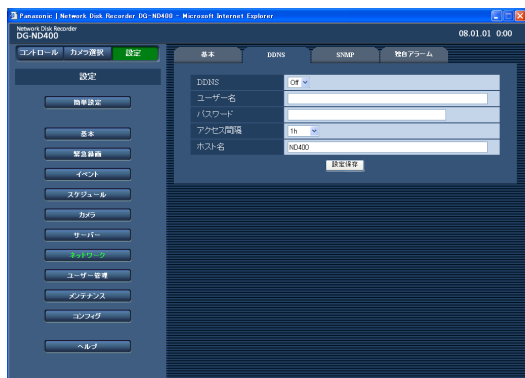 Panasonic | Network Disk Recorder DG-ND400 - Microsoft Internet Explorer
Network Disk Recorder
DG-ND400
08.01.01 0:00
コントロール カメラ選択 設定
基本 DDNS SNMP 独自アラーム
設定
簡単設定
基本
緊急録画
イベント
スケジュール
カメラ
サーバー
ネットワーク
ユーザー管理
メンテナンス
コンフィグ
ヘルプ
DDNS Off
ユーザー名
パスワード
アクセス間隔 1h
ホスト名 ND400
設定保存